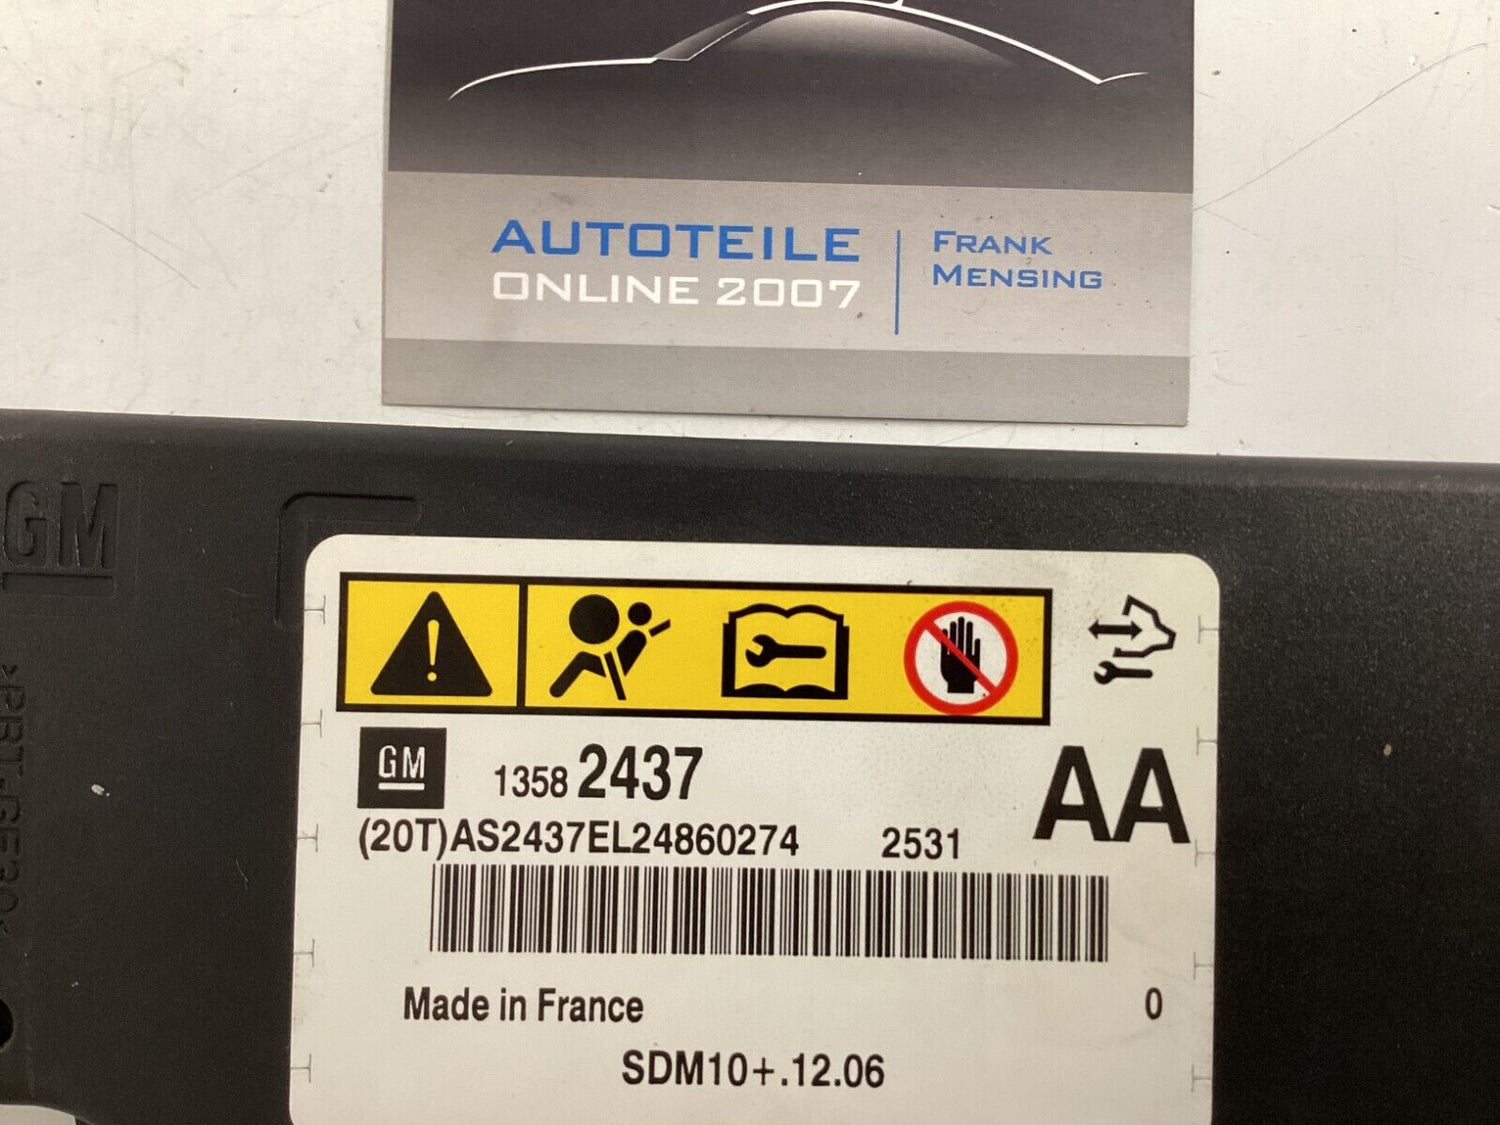 AUTOTEILE
ONLINE 2007
FRANK
MENSING
GM
GM
1358 2437
AA
(20T)AS2437EL24860274 2531
Made in France 0
SDM10+.12.06